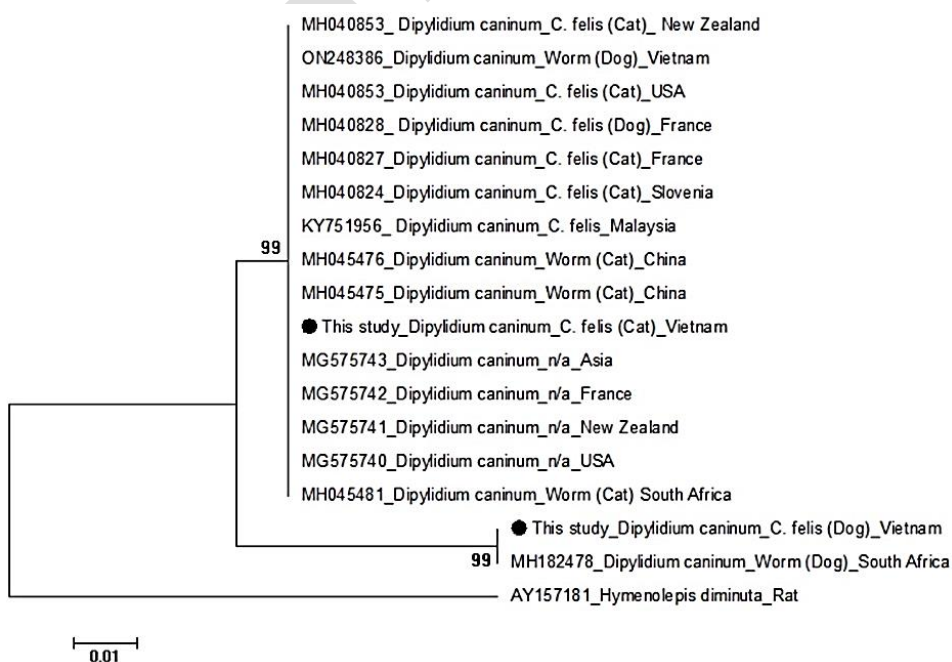 MH040853_ Dipylidium caninum_C. felis (Cat)_ New Zealand
ON248386_Dipylidium caninum_Worm (Dog)_Vietnam
MH040853_Dipylidium caninum_C. felis (Cat)_USA
MH040828_ Dipylidium caninum_C. felis (Dog)_France
MH040827_Dipylidium caninum_C. felis (Cat)_France
MH040824_Dipylidium caninum_C. felis (Cat)_Slovenia
KY751956_ Dipylidium caninum_C. felis_Malaysia
99
MH045476_Dipylidium caninum_Worm (Cat)_China
MH045475_Dipylidium caninum_Worm (Cat)_China
This study_Dipylidium caninum_C. felis (Cat)_Vietnam
MG575743_Dipylidium caninum_n/a_Asia
MG575742_Dipylidium caninum_n/a_France
MG575741_Dipylidium caninum_n/a_New Zealand
MG575740_Dipylidium caninum_n/a_USA
MH045481_Dipylidium caninum_Worm (Cat) South Africa
This study_Dipylidium caninum_C. felis (Dog)_Vietnam
99
MH182478_Dipylidium caninum_Worm (Dog)_South Africa
AY157181_Hymenolepis diminuta_Rat
0.01